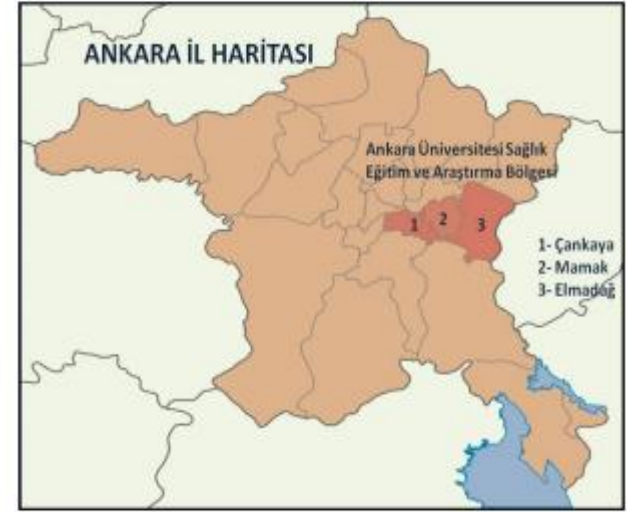 ANKARA İL HARİTASI
Ankara Üniversitesi Sağlık
Eğitim ve Araştırma Bölgesi
1
2
3
1- Çankaya
2- Mamak
3- Elmadağ